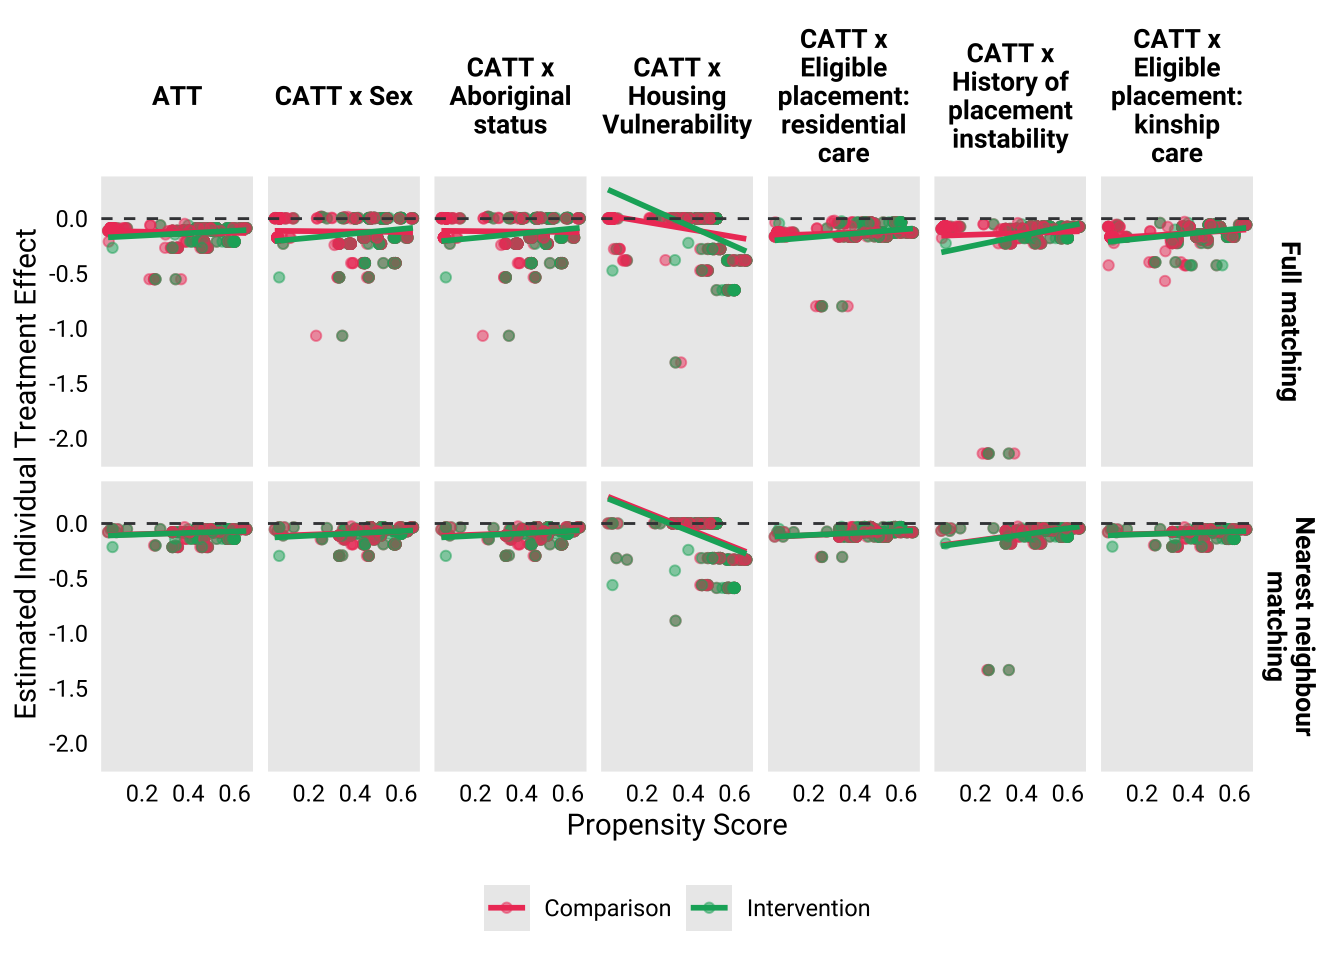 ATT
CATT x Sex
CATT x
Aboriginal
status
CATT x
Housing
Vulnerability
CATT x
Eligible
placement:
residential
care
CATT x
History of
placement
instability
CATT x
Eligible
placement:
kinship
care
Estimated Individual Treatment Effect
0.0
-0.5
-1.0
-1.5
-2.0
Full matching
0.0
-0.5
-1.0
-1.5
-2.0
Nearest neighbour
matching
0.2 0.4 0.6
0.2 0.4 0.6
0.2 0.4 0.6
0.2 0.4 0.6
0.2 0.4 0.6
0.2 0.4 0.6
0.2 0.4 0.6
Propensity Score
Comparison
Intervention